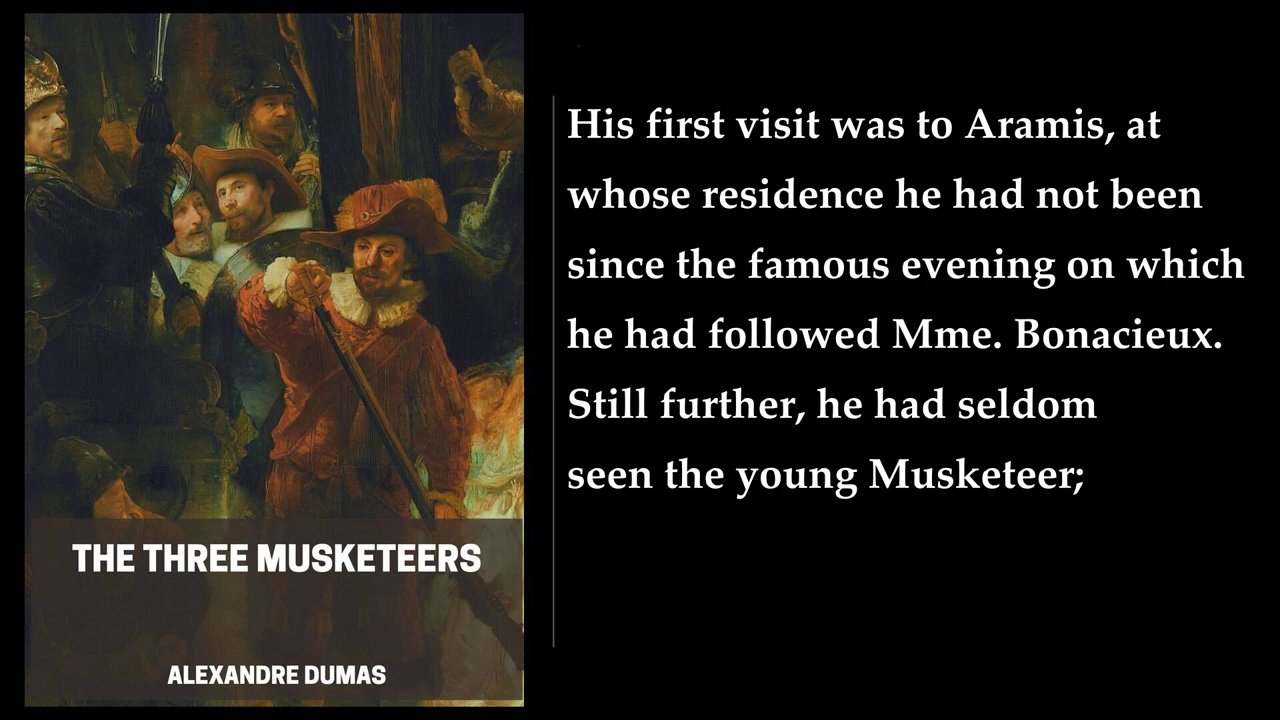 THE THREE MUSKETEERS
ALEXANDRE DUMAS
His first visit was to Aramis, at
whose residence he had not been
since the famous evening on which
he had followed Mme. Bonacieux.
Still further, he had seldom
seen the young Musketeer;